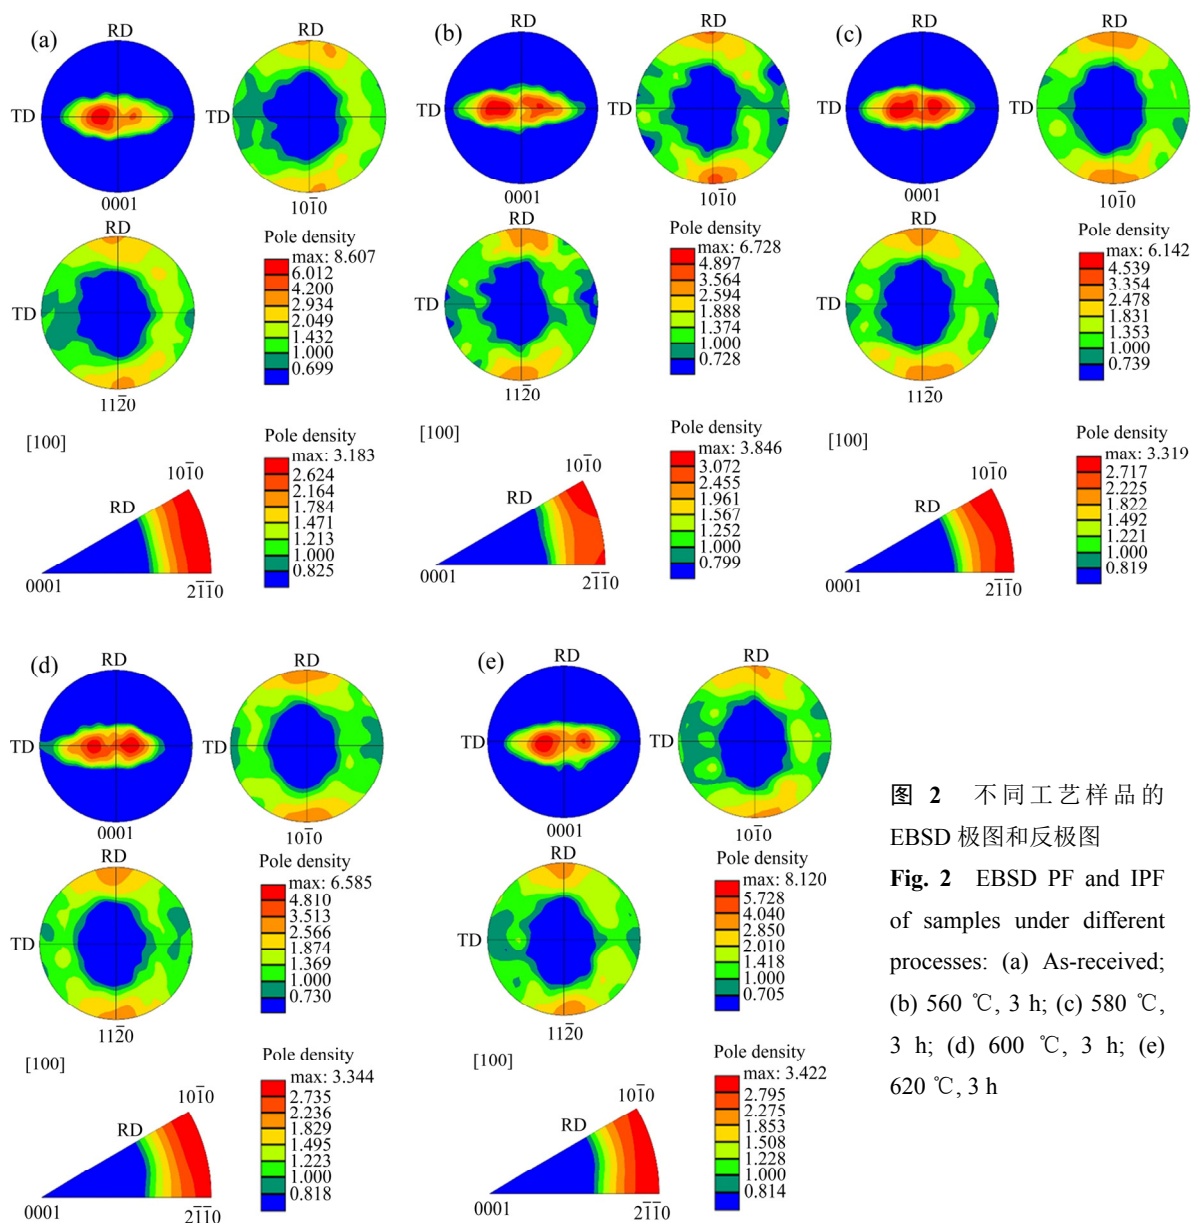 (a)
RD
TD
0001
RD
TD
101̅0
RD
TD
112̅0
Pole density
max: 8.607
6.012
4.200
2.934
2.049
1.432
1.000
0.699
[100]
101̅0
RD
0001
21̅1̅0
Pole density
max: 3.183
2.624
2.164
1.784
1.471
1.213
1.000
0.825
(b)
RD
TD
0001
RD
TD
101̅0
RD
TD
112̅0
Pole density
max: 6.728
4.897
3.564
2.594
1.888
1.374
1.000
0.728
[100]
101̅0
RD
0001
21̅1̅0
Pole density
max: 3.846
3.072
2.455
1.961
1.567
1.252
1.000
0.799
(c)
RD
TD
0001
RD
TD
101̅0
RD
TD
112̅0
Pole density
max: 6.142
4.539
3.354
2.478
1.831
1.353
1.000
0.739
[100]
101̅0
RD
0001
2̅1̅1̅0
Pole density
max: 3.319
2.717
2.225
1.822
1.492
1.221
1.000
0.819
(d)
RD
TD
0001
RD
TD
101̅0
RD
TD
112̅0
Pole density
max: 6.585
4.810
3.513
2.566
1.874
1.369
1.000
0.730
[100]
101̅0
RD
0001
21̅1̅0
Pole density
max: 3.344
2.735
2.236
1.829
1.495
1.223
1.000
0.818
(e)
RD
TD
0001
RD
TD
101̅0
RD
TD
112̅0
Pole density
max: 8.120
5.728
4.040
2.850
2.010
1.418
1.000
0.705
[100]
101̅0
RD
0001
21̅1̅0
Pole density
max: 3.422
2.795
2.275
1.853
1.508
1.228
1.000
0.814
图 2 不同工艺样品的
EBSD 极图和反极图
Fig. 2 EBSD PF and IPF
of samples under different
processes: (a) As-received;
(b) 560 ℃, 3 h; (c) 580 ℃,
3 h; (d) 600 ℃, 3 h; (e)
620 ℃, 3 h